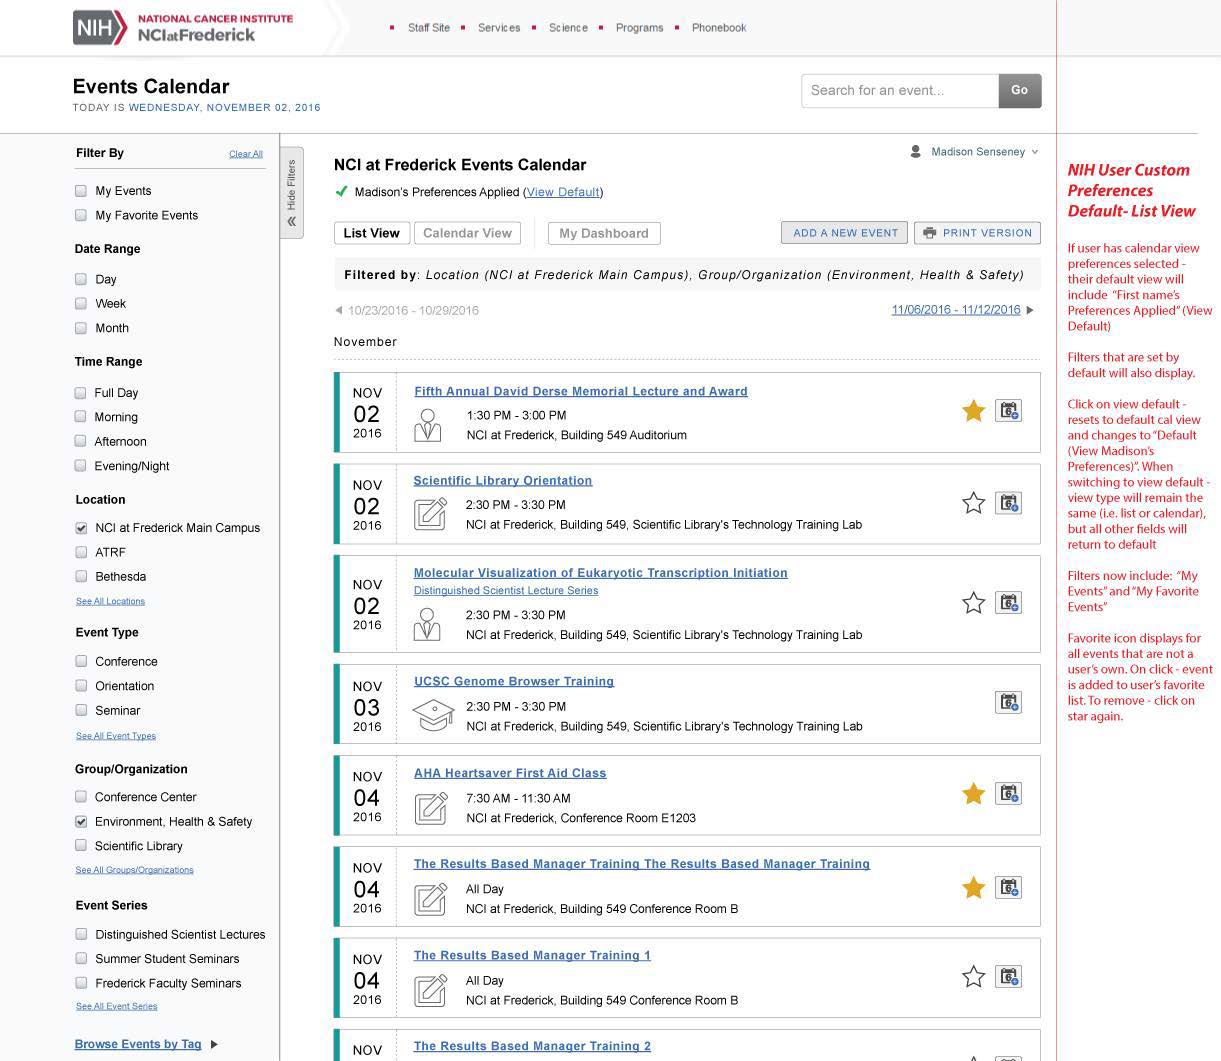 NIH
NATIONAL CANCER INSTITUTE
NCIatFrederick
Staff Site
Services
Science
Programs
Phonebook
Events Calendar
TODAY IS WEDNESDAY, NOVEMBER 02, 2016
Search for an event...
Go
Filter By
Clear All
My Events
My Favorite Events
Date Range
Day
Week
Month
Time Range
Full Day
Morning
Afternoon
Evening/Night
Location
NCI at Frederick Main Campus
ATRF
Bethesda
See All Locations
Event Type
Conference
Orientation
Seminar
See All Event Types
Group/Organization
Conference Center
Environment, Health & Safety
Scientific Library
See All Groups/Organizations
Event Series
Distinguished Scientist Lectures
Summer Student Seminars
Frederick Faculty Seminars
See All Event Series
Browse Events by Tag
Hide Filters
Madison Senseney
NCI at Frederick Events Calendar
Madison's Preferences Applied (View Default)
List View
Calendar View
My Dashboard
ADD A NEW EVENT
PRINT VERSION
Filtered by: Location (NCI at Frederick Main Campus), Group/Organization (Environment, Health & Safety)
10/23/2016 - 10/29/2016
11/06/2016 - 11/12/2016
November
NOV
02
2016
Fifth Annual David Derse Memorial Lecture and Award
1:30 PM - 3:00 PM
NCI at Frederick, Building 549 Auditorium
6
NOV
02
2016
Scientific Library Orientation
2:30 PM - 3:30 PM
NCI at Frederick, Building 549, Scientific Library's Technology Training Lab
6
NOV
02
2016
Molecular Visualization of Eukaryotic Transcription Initiation
Distinguished Scientist Lecture Series
2:30 PM - 3:30 PM
NCI at Frederick, Building 549, Scientific Library's Technology Training Lab
6
NOV
03
2016
UCSC Genome Browser Training
2:30 PM - 3:30 PM
NCI at Frederick, Building 549, Scientific Library's Technology Training Lab
6
NOV
04
2016
AHA Heartsaver First Aid Class
7:30 AM - 11:30 AM
NCI at Frederick, Conference Room E1203
6
NOV
04
2016
The Results Based Manager Training The Results Based Manager Training
All Day
NCI at Frederick, Building 549 Conference Room B
6
NOV
04
2016
The Results Based Manager Training 1
All Day
NCI at Frederick, Building 549 Conference Room B
6
NOV
The Results Based Manager Training 2
NIH User Custom
Preferences
Default- List View
If user has calendar view
preferences selected -
their default view will
include "First name's
Preferences Applied" (View
Default)
Filters that are set by
default will also display.
Click on view default -
resets to default cal view
and changes to "Default
(View Madison's
Preferences)". When
switching to view default -
view type will remain the
same (i.e. list or calendar),
but all other fields will
return to default
Filters now include: "My
Events" and "My Favorite
Events"
Favorite icon displays for
all events that are not a
user's own. On click - event
is added to user's favorite
list. To remove - click on
star again.